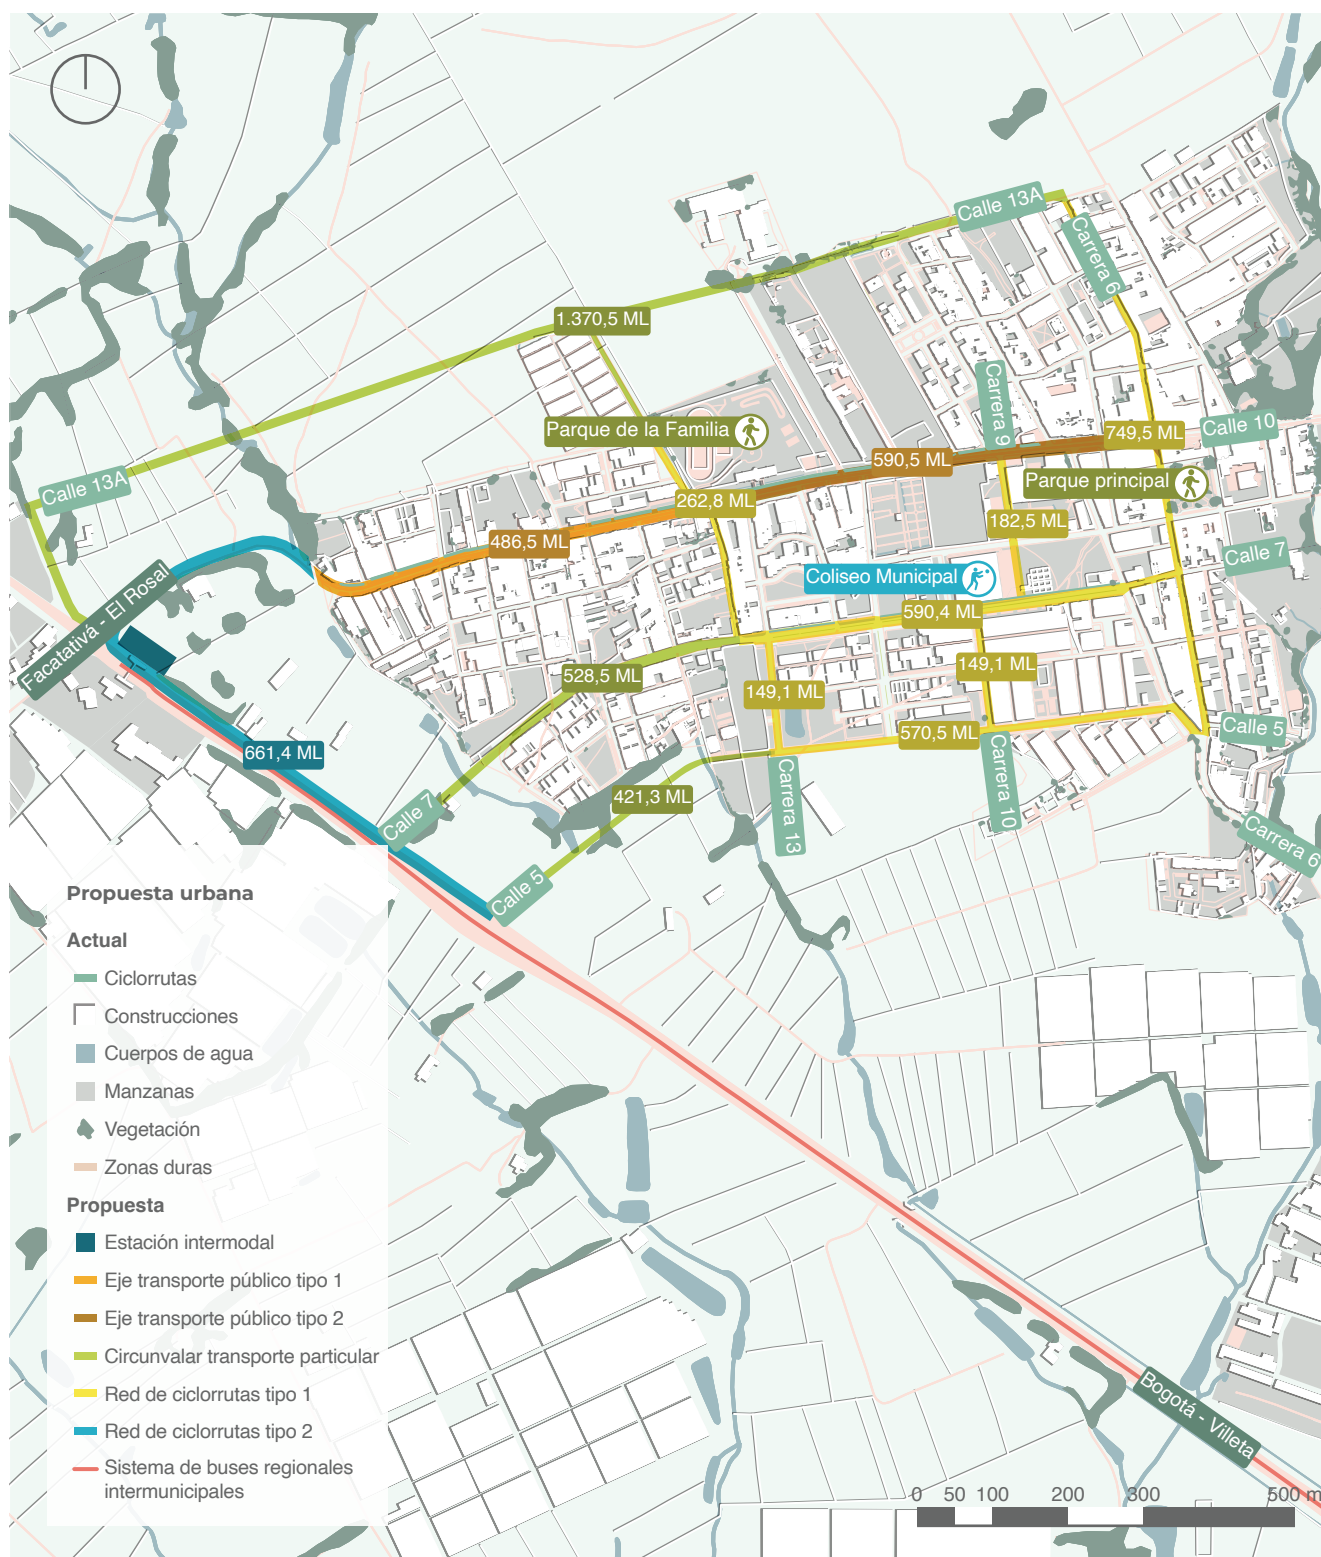 Calle 13A
Carrera 6
1.370,5 ML
Carrera 9
Parque de la Familia
749,5 ML
Calle 10
590,5 ML
Calle 13A
Parque principal
262,8 ML
182,5 ML
486,5 ML
Calle 7
Coliseo Municipal
Facatativá - El Rosal
590,4 ML
528,5 ML
149,1 ML
149,1 ML
661,4 ML
570,5 ML
Calle 5
Carrera 10
Carrera 13
421,3 ML
Calle 7
Carrera 6
Calle 5
Propuesta urbana
Actual
Ciclorrutas
Construcciones
Cuerpos de agua
Manzanas
Vegetación
Zonas duras
Propuesta
Estación intermodal
Eje transporte público tipo 1
Eje transporte público tipo 2
Circunvalar transporte particular
Red de ciclorrutas tipo 1
Red de ciclorrutas tipo 2
Sistema de buses regionales
intermunicipales
Bogotá - Villeta
0 50 100 200 300 500 m